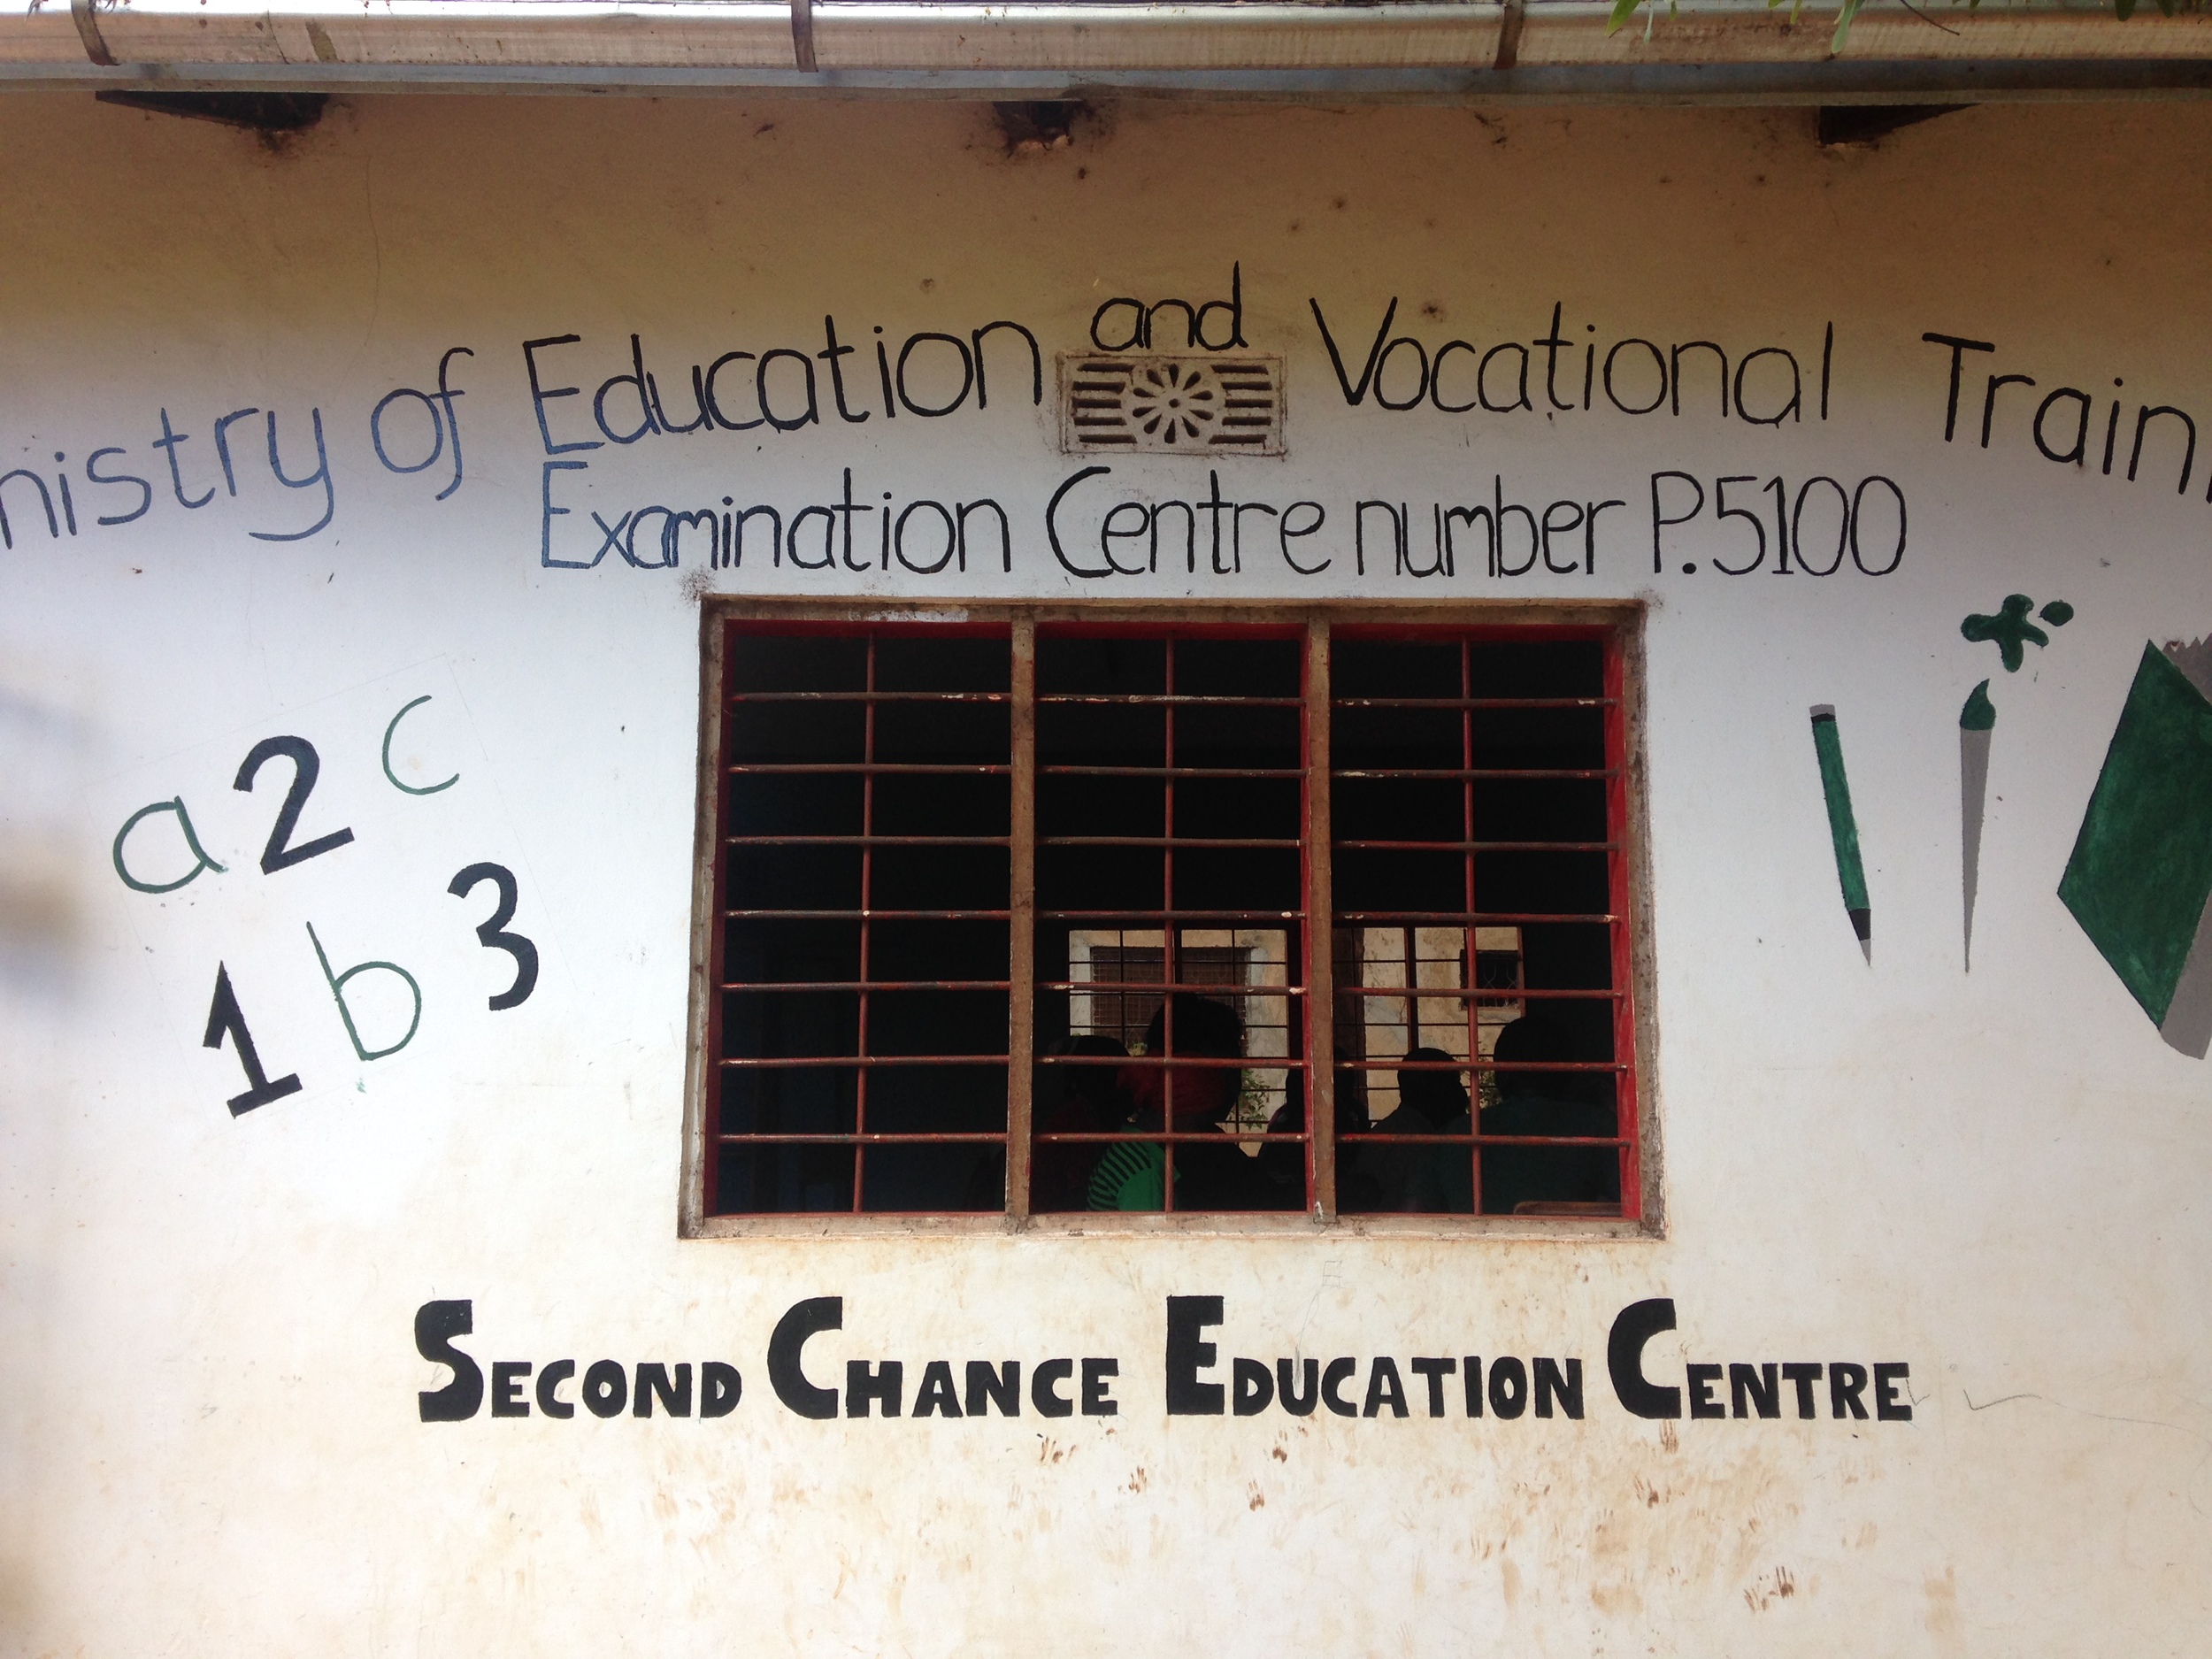 nistry of Education and Vocational Train
Examination Centre number P.5100
a 2 c
1 b 3
SECOND CHANCE EDUCATION CENTRE